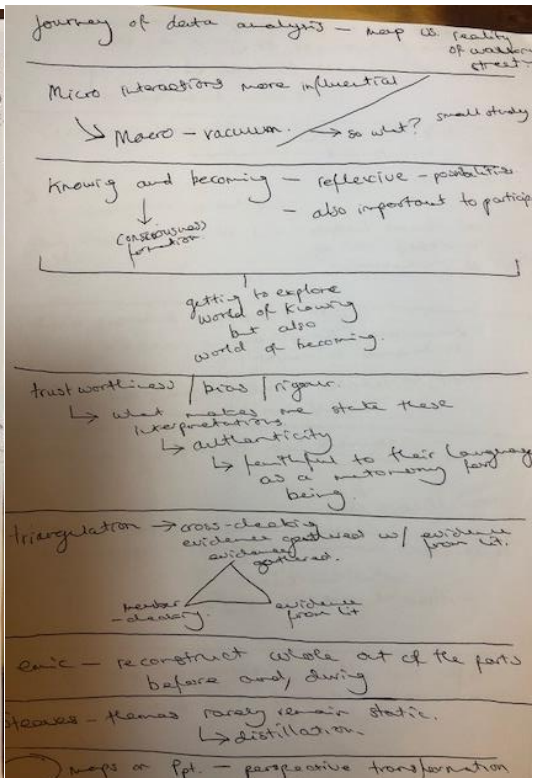 Journey of data analysis – map vs. reality
of walking
street
Micro interactions more influential
↘ Macro – vacuum. → so what? small study
Knowing and becoming – reflexive – possibilities
↓ – also important to particip
consciousness
formation.
getting to explore
world of knowing
but also
world of becoming.
trustworthiness / bias / rigour.
↳ what makes me state these
interpretations
↳ authenticity
↳ faithful to their language
as a metonymy for
being.
triangulation → cross-checking
evidence gathered w/ evidence
from lit.
evidence
gathered.
member
-checking.
evidence
from lit
emic – reconstruct whole out of the parts
before and, during
– themes rarely remain static.
↳ distillation.
maps on Ppt. – perspective transformation